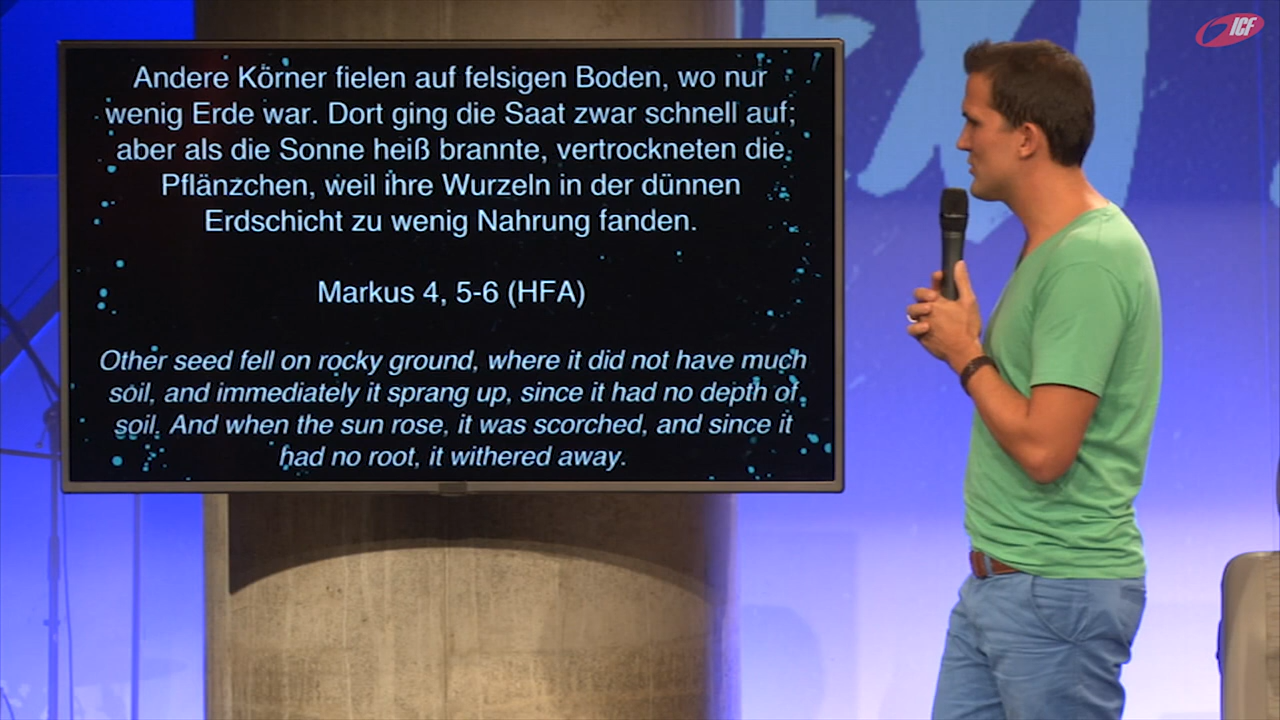 Andere Körner fielen auf felsigen Boden, wo nur
wenig Erde war. Dort ging die Saat zwar schnell auf;
aber als die Sonne heiß brannte, vertrockneten die
Pflänzchen, weil ihre Wurzeln in der dünnen
Erdschicht zu wenig Nahrung fanden.
Markus 4, 5-6 (HFA)
Other seed fell on rocky ground, where it did not have much
soil, and immediately it sprang up, since it had no depth of
soil. And when the sun rose, it was scorched, and since it
had no root, it withered away.
ICF